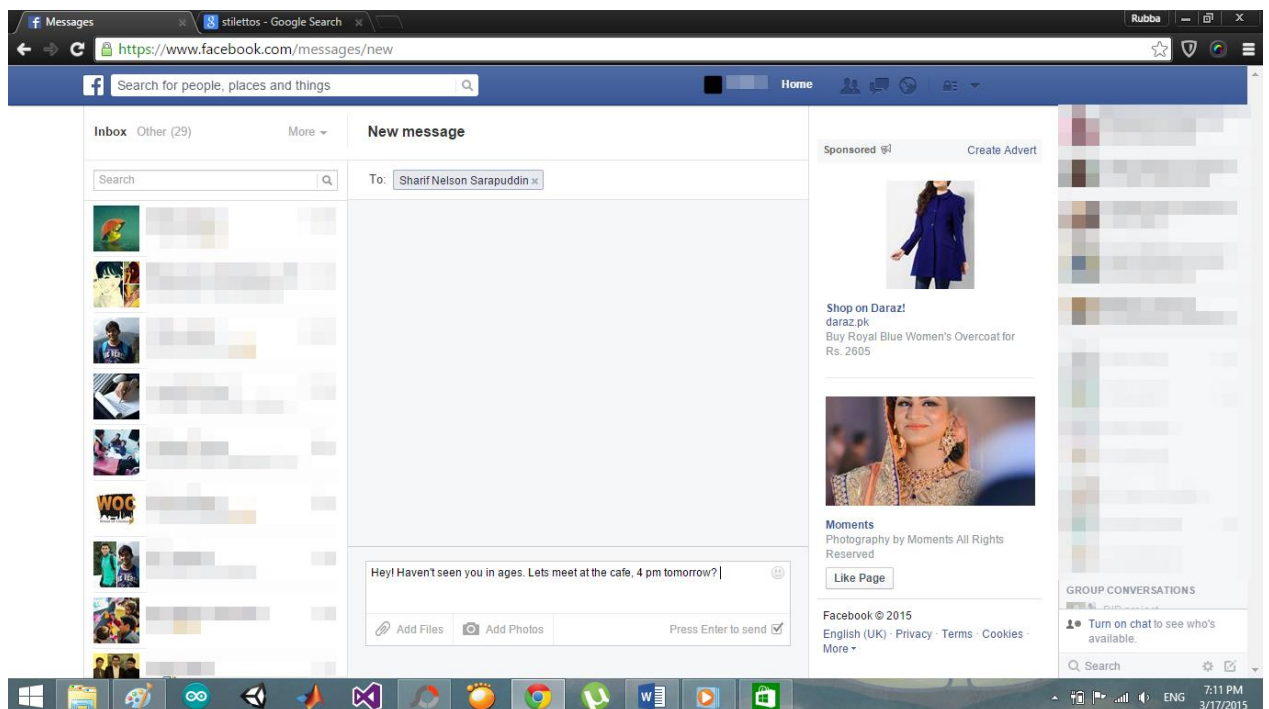 Messages
stilettos - Google Search
Rubba
https://www.facebook.com/messages/new
Search for people, places and things
Home
Inbox Other (29) More
New message
Sponsored Create Advert
Search
To: Sharif Nelson Sarapuddin ×
Shop on Daraz!
daraz.pk
Buy Royal Blue Women's Overcoat for
Rs. 2605
WOC
Moments
Photography by Moments All Rights
Reserved
Like Page
Hey! Haven't seen you in ages. Lets meet at the cafe, 4 pm tomorrow?
Add Files Add Photos Press Enter to send
GROUP CONVERSATIONS
Facebook © 2015
English (UK) · Privacy · Terms · Cookies ·
More
Turn on chat to see who's
available.
Search
ENG
7:11 PM
3/17/2015